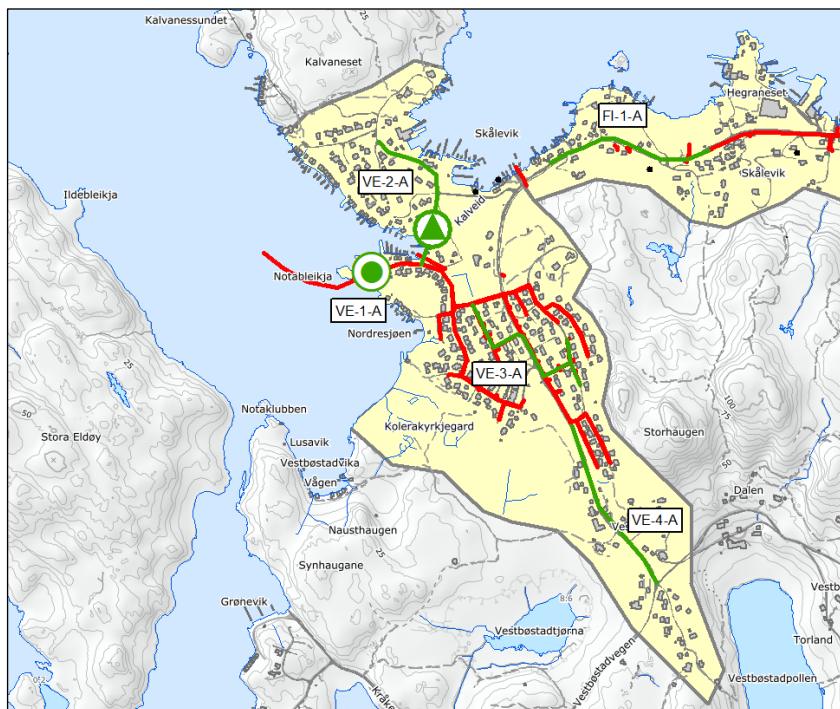 Kalvanessundet
25
Kalvaneset
Hegraneset
FI-1-A
Skålevik
Skålevik
VE-2-A
Ildebleikja
Kalveid
Notableikja
VE-1-A
Nordresjøen
25
VE-3-A
50
100
75
Notaklubben
Kolerakyrkjegard
Storhaugen
Stora Eldøy
Lusavik
50
Vestbøstadvika
Vågen
Dalen
VE-4-A
Nausthaugen
25
Synhaugane
Grønevik
8.6
Vestbøstadtjørna
Torland
Vestbøstadvegen
Vestbøstadpollen